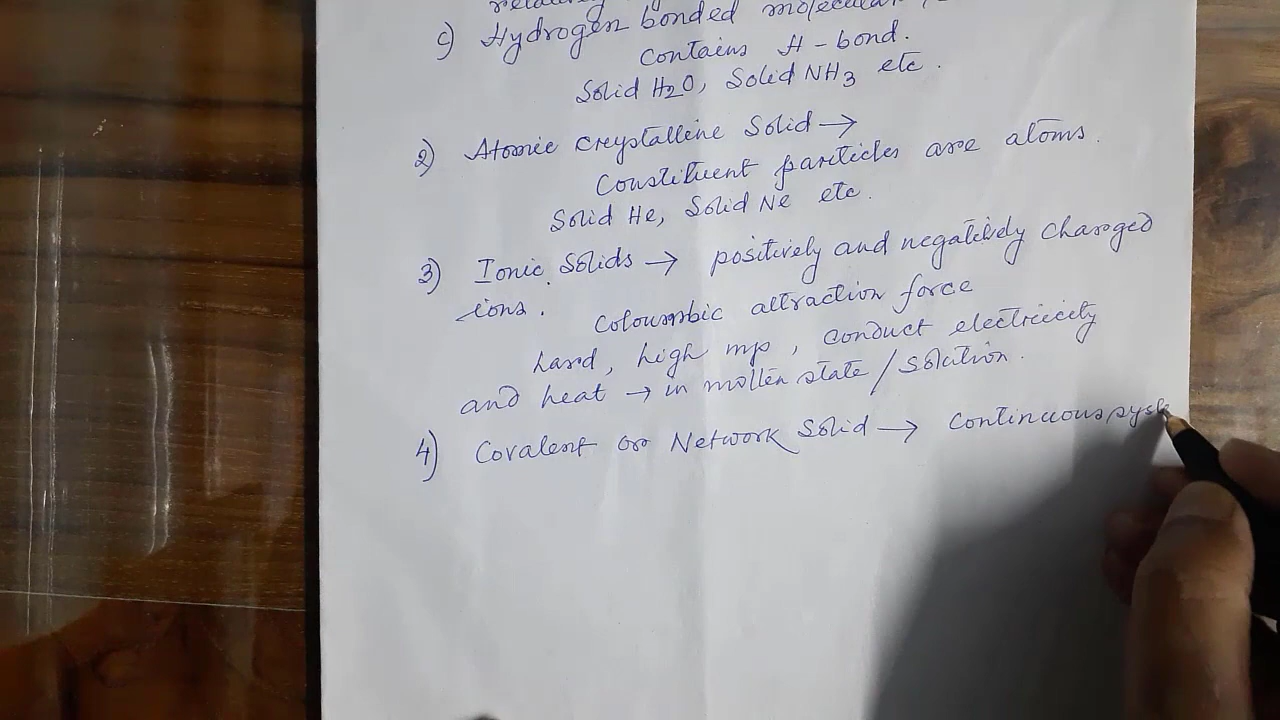 c) Hydrogen bonded
Contains H-bond.
Solid H2O, Solid NH3 etc.
2) Atomic Creystalline Solid →
Constituent particles are atoms.
Solid He, Solid Ne etc.
3) Ionic Solids → positively and negatively charged
ions. Coloumbic attraction force
hard, high mp, conduct electricity
and heat → in molten state/solution.
4) Covalent or Network Solid → Continuous